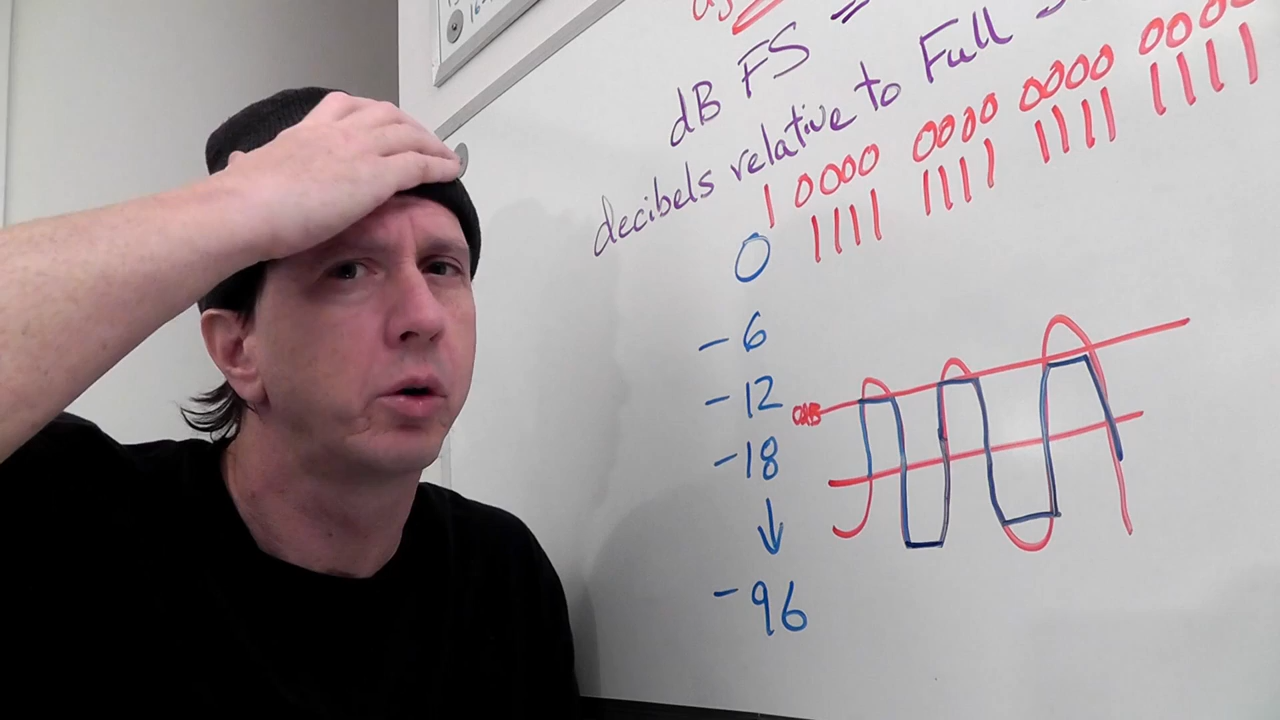 dB FS =
decibels relative to Full
1 0000 0000 0000 0000
0 1111 1111 1111 1111
-6
-12
0dB
-18
-96